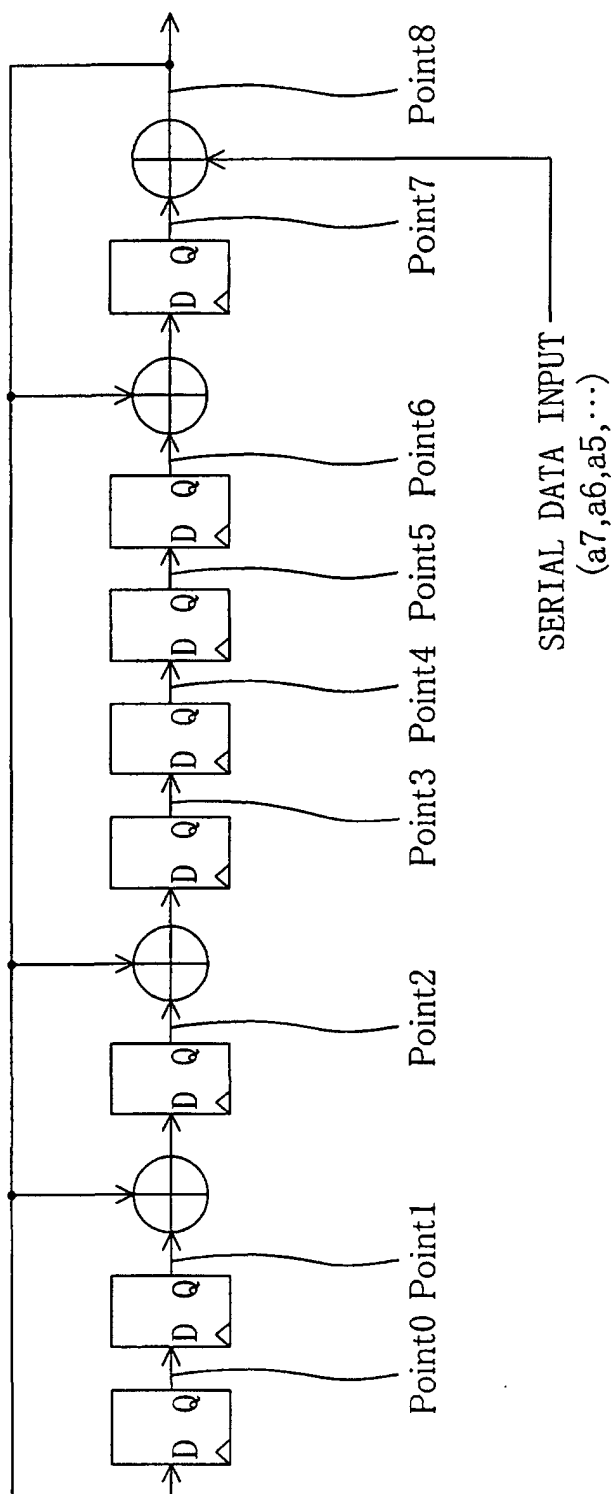 D Q
D Q
D Q
D Q
D Q
D Q
D Q
D Q
Point0
Point1
Point2
Point3
Point4
Point5
Point6
Point7
Point8
SERIAL DATA INPUT
(a7,a6,a5,⋯)